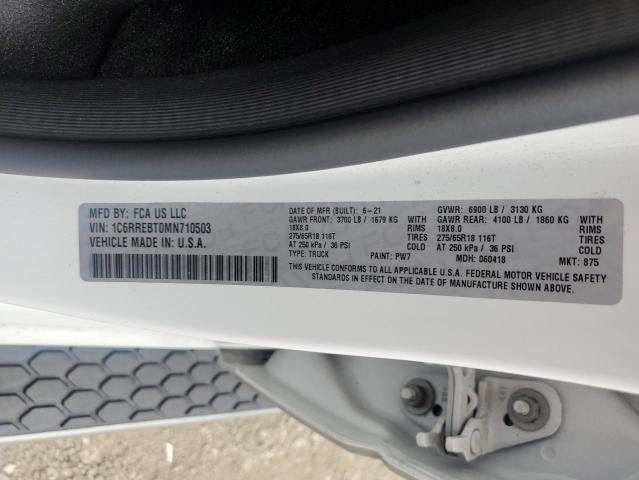 MFD BY: FCA US LLC
VIN: 1C6RREBT0MN710503
VEHICLE MADE IN: U.S.A.
DATE OF MFR (BUILT): 6-21
GAWR FRONT: 3700 LB / 1679 KG
18X8.0 RIMS
275/65R18 116T TIRES
AT 250 kPa / 36 PSI COLD
TYPE: TRUCK PAINT: PW7
GVWR: 6900 LB / 3130 KG
GAWR REAR: 4100 LB / 1860 KG
18X8.0 RIMS
275/65R18 116T TIRES
AT 250 kPa / 36 PSI COLD
MDH: 060418 MKT: 875
THIS VEHICLE CONFORMS TO ALL APPLICABLE U.S.A. FEDERAL MOTOR VEHICLE SAFETY
STANDARDS IN EFFECT ON THE DATE OF MANUFACTURE SHOWN ABOVE.